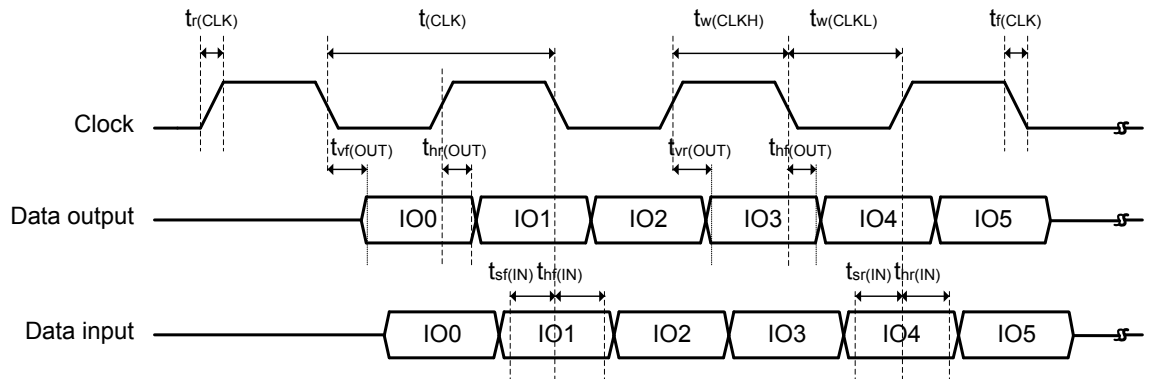 tr(CLK) t(CLK) tw(CLKH) tw(CLKL) tf(CLK)
Clock
tvf(OUT) thr(OUT) tvr(OUT) thf(OUT)
Data output IO0 IO1 IO2 IO3 IO4 IO5
tsf(IN) thf(IN) tsr(IN) thr(IN)
Data input IO0 IO1 IO2 IO3 IO4 IO5